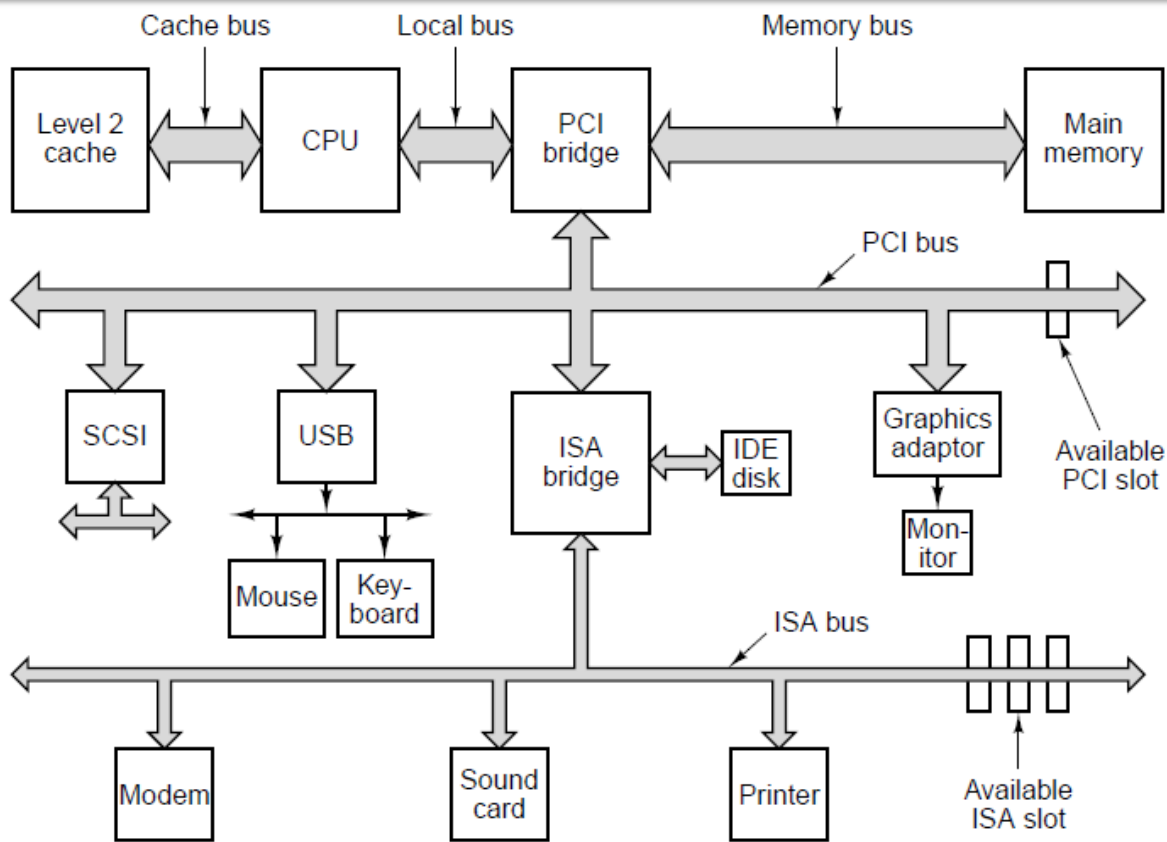 Cache bus
Local bus
Memory bus
Level 2
cache
CPU
PCI
bridge
Main
memory
PCI bus
SCSI
USB
ISA
bridge
IDE
disk
Graphics
adaptor
Available
PCI slot
Mon-
itor
Mouse
Key-
board
ISA bus
Modem
Sound
card
Printer
Available
ISA slot